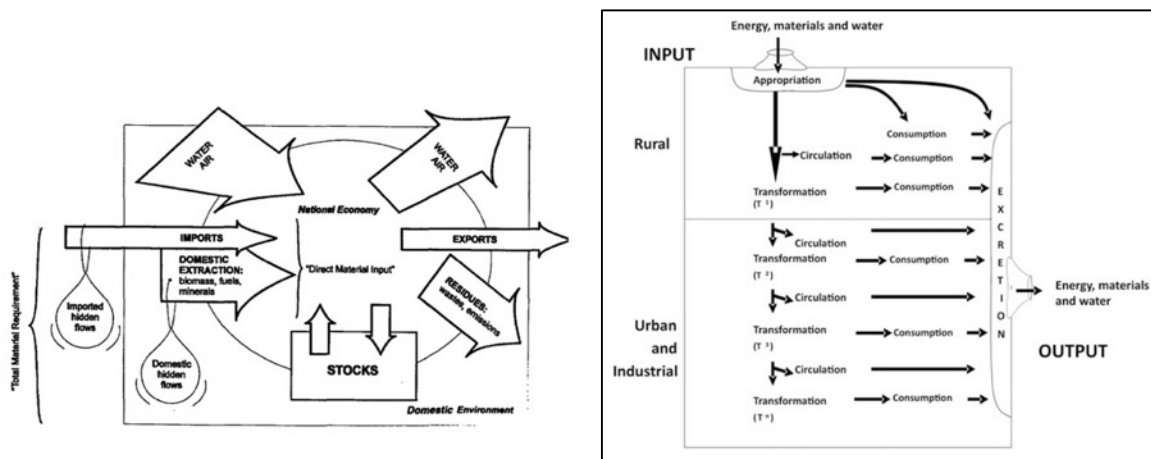 WATER
AIR
WATER
AIR
National Economy
IMPORTS
EXPORTS
DOMESTIC
EXTRACTION:
biomass, fuels,
minerals
"Direct Material Input"
RESIDUES:
wastes, emissions
Imported
hidden
flows
Domestic
hidden
flows
STOCKS
Domestic Environment
"Total Material Requirement"
Energy, materials and water
INPUT
Appropriation
Rural
Consumption
Circulation
Consumption
Transformation
(T 1)
Consumption
Circulation
Transformation
(T 2)
Consumption
Circulation
Urban
and
Industrial
Transformation
(T 3)
Consumption
Circulation
Transformation
(T n)
Consumption
EXCRETION
Energy, materials
and water
OUTPUT